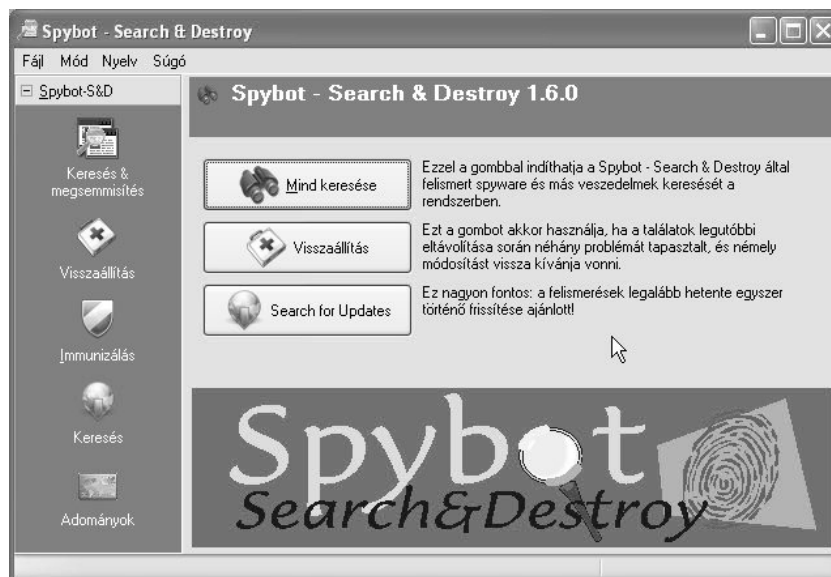 Spybot - Search & Destroy
Fájl Mód Nyelv Súgó
Spybot-S&D
Keresés &
megsemmisítés
Visszaállítás
Immunizálás
Keresés
Adományok
Spybot - Search & Destroy 1.6.0
Mind keresése
Ezzel a gombbal indíthatja a Spybot - Search & Destroy által
felismert spyware és más veszedelmek keresését a
rendszerben.
Visszaállítás
Ezt a gombot akkor használja, ha a találatok legutóbbi
eltávolítása során néhány problémát tapasztalt, és némely
módosítást vissza kívánja vonni.
Search for Updates
Ez nagyon fontos: a felismerések legalább hetente egyszer
történő frissítése ajánlott!
Spybot
Search&Destroy